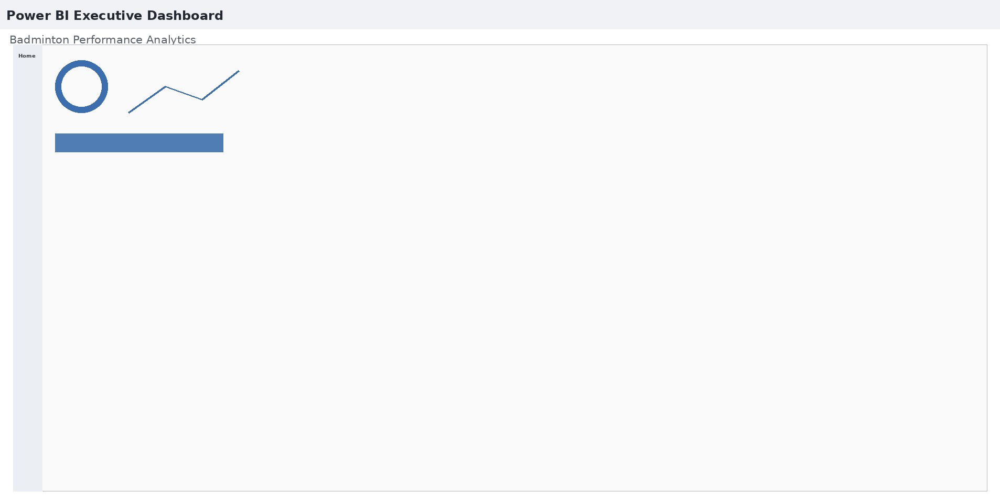 Power BI Executive Dashboard
Badminton Performance Analytics
Home